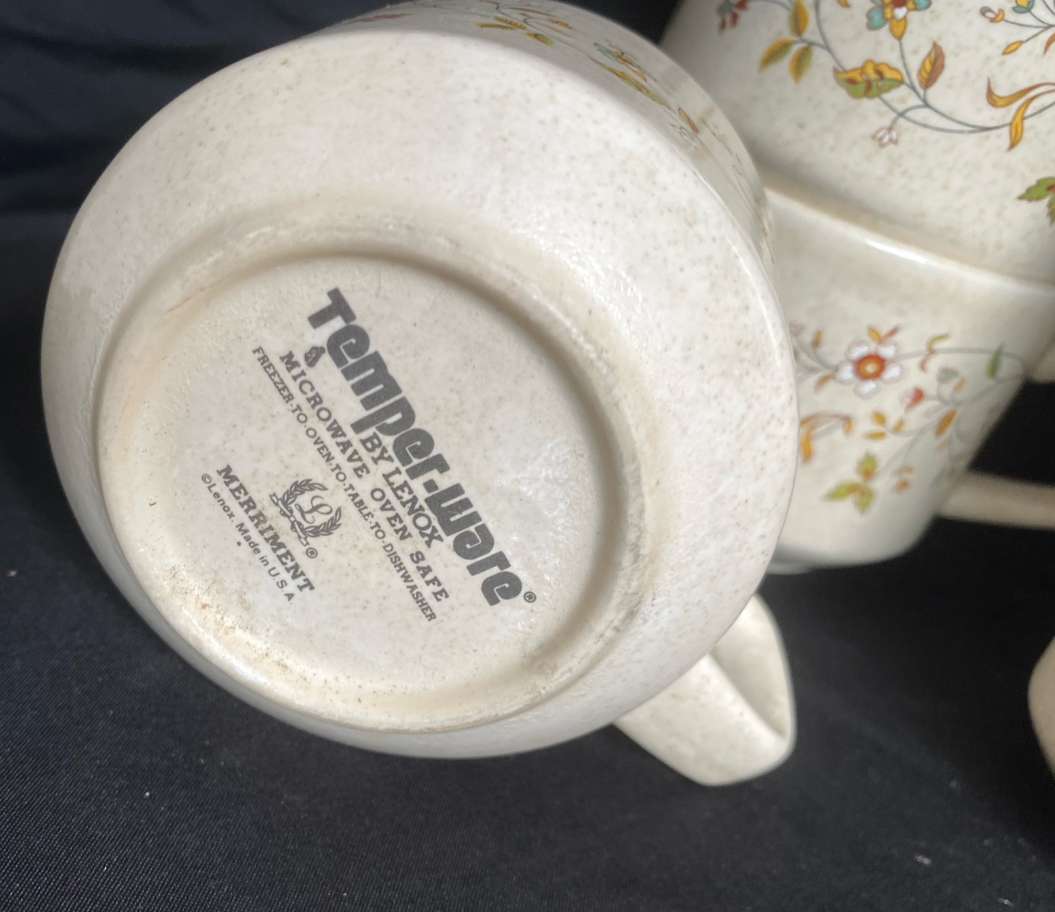 Temper-ware®
BY LENOX
MICROWAVE OVEN SAFE
FREEZER·TO·OVEN·TO·TABLE·TO·DISHWASHER
L®
MERRIMENT
©Lenox. Made in U S A